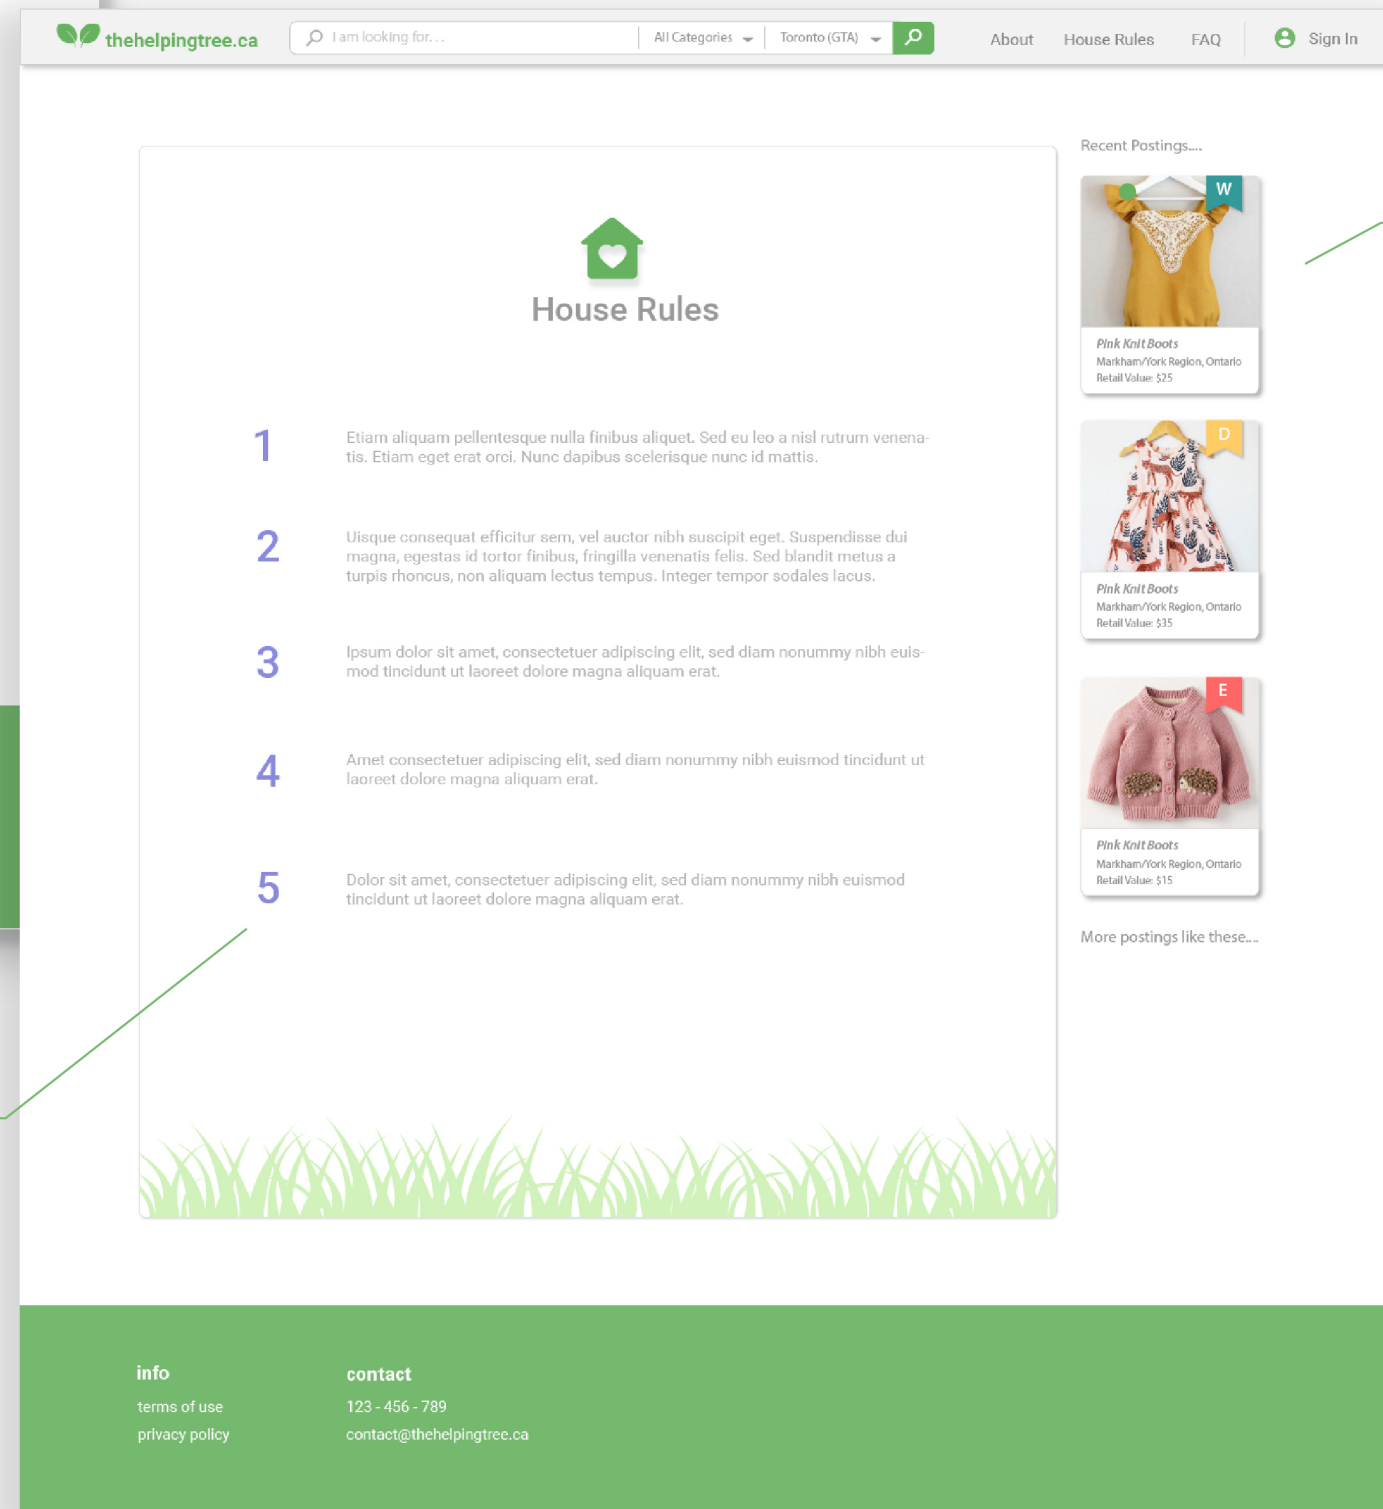 thehelpingtree.ca
I am looking for...
All Categories
Toronto (GTA)
About
House Rules
FAQ
Sign In
House Rules
1
Etiam aliquam pellentesque nulla finibus aliquet. Sed eu leo a nisl rutrum venena-
tis. Etiam eget erat orci. Nunc dapibus scelerisque nunc id mattis.
2
Uisque consequat efficitur sem, vel auctor nibh suscipit eget. Suspendisse dui
magna, egestas id tortor finibus, fringilla venenatis felis. Sed blandit metus a
turpis rhoncus, non aliquam lectus tempus. Integer tempor sodales lacus.
3
Ipsum dolor sit amet, consectetuer adipiscing elit, sed diam nonummy nibh euis-
mod tincidunt ut laoreet dolore magna aliquam erat.
4
Amet consectetuer adipiscing elit, sed diam nonummy nibh euismod tincidunt ut
laoreet dolore magna aliquam erat.
5
Dolor sit amet, consectetuer adipiscing elit, sed diam nonummy nibh euismod
tincidunt ut laoreet dolore magna aliquam erat.
Recent Postings....
W
Pink Knit Boots
Markham/York Region, Ontario
Retail Value: $25
D
Pink Knit Boots
Markham/York Region, Ontario
Retail Value: $35
E
Pink Knit Boots
Markham/York Region, Ontario
Retail Value: $15
More postings like these....
info
terms of use
privacy policy
contact
123 - 456 - 789
contact@thehelpingtree.ca